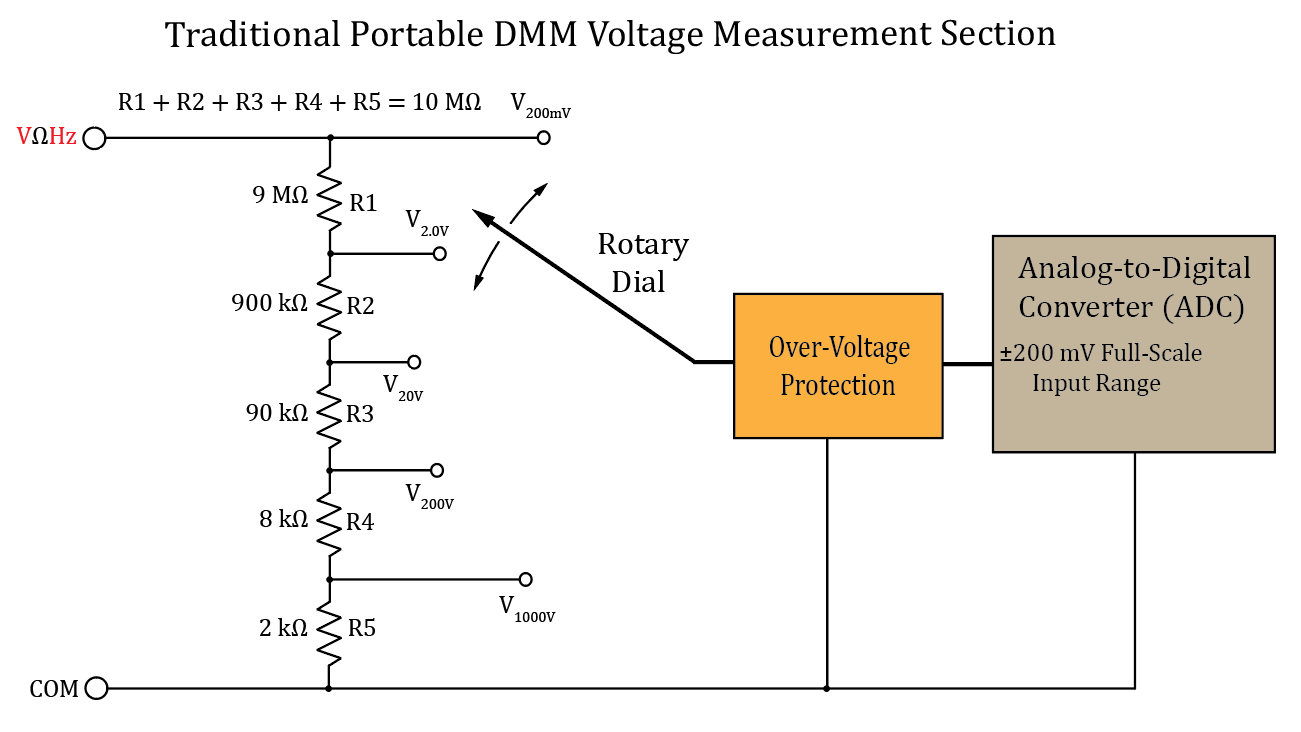 Traditional Portable DMM Voltage Measurement Section
R1 + R2 + R3 + R4 + R5 = 10 MΩ
V200mV
VΩHz
9 MΩ
R1
V2.0V
Rotary
Dial
900 kΩ
R2
V20V
90 kΩ
R3
V200V
8 kΩ
R4
V1000V
2 kΩ
R5
COM
Over-Voltage
Protection
Analog-to-Digital
Converter (ADC)
±200 mV Full-Scale
Input Range